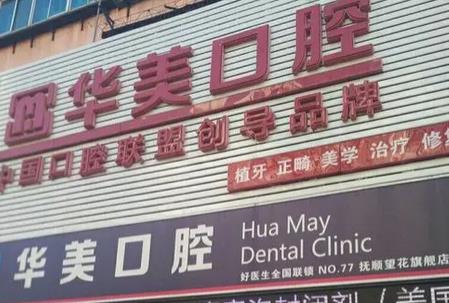 华美口腔
中国口腔联盟创导品牌
植牙 正畸 美学 治疗 修复
华美口腔
Hua May
Dental Clinic
好医生全国联锁 NO.77 抚顺望花旗舰店